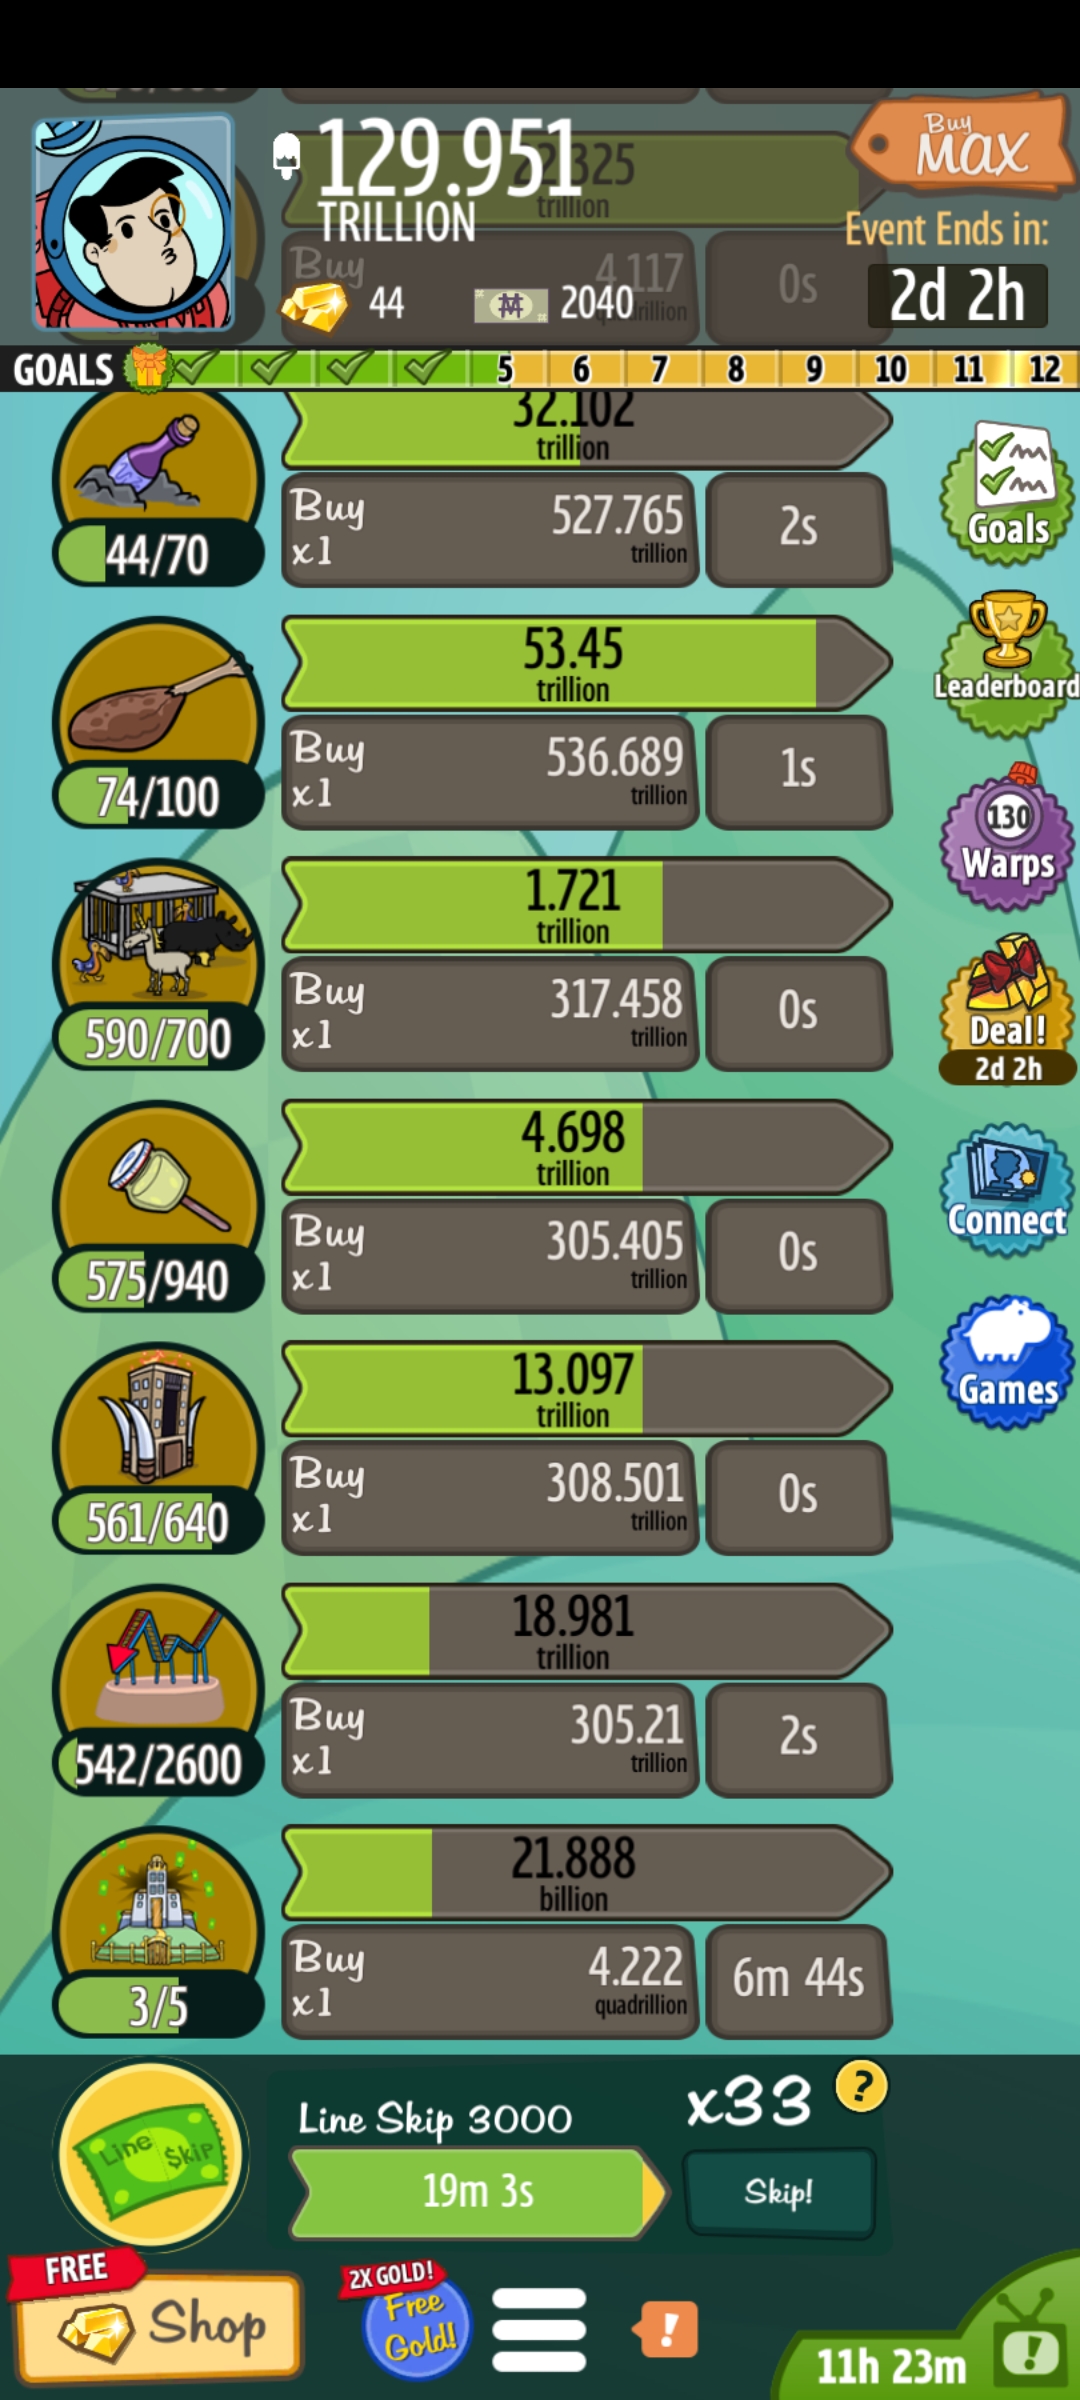 129.951
TRILLION
44
2040
Buy
MAX
Event Ends in:
2d 2h
trillion
Buy
4.117
0s
GOALS
5
6
7
8
9
10
11
12
32.102
trillion
44/70
Buy
x1
527.765
trillion
2s
Goals
53.45
trillion
74/100
Buy
x1
536.689
trillion
1s
Leaderboard
130
Warps
1.721
trillion
590/700
Buy
x1
317.458
trillion
0s
Deal!
2d 2h
4.698
trillion
575/940
Buy
x1
305.405
trillion
0s
Connect
13.097
trillion
561/640
Buy
x1
308.501
trillion
0s
Games
18.981
trillion
542/2600
Buy
x1
305.21
trillion
2s
21.888
billion
3/5
Buy
x1
4.222
quadrillion
6m 44s
Line $kip
Line Skip 3000
19m 3s
x33
?
Skip!
FREE
Shop
2X GOLD!
Free
Gold!
!
11h 23m
!